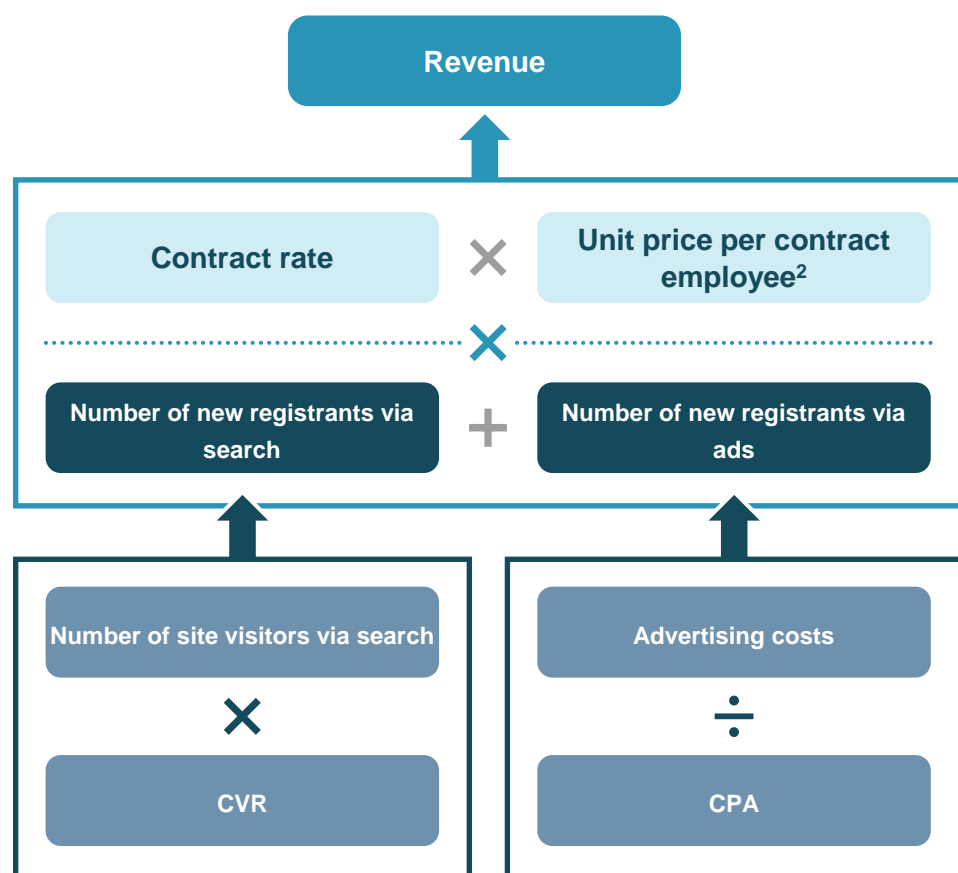 Revenue
Contract rate
×
Unit price per contract
employee²
×
Number of new registrants via
search
+
Number of new registrants via
ads
Number of site visitors via search
×
CVR
Advertising costs
÷
CPA